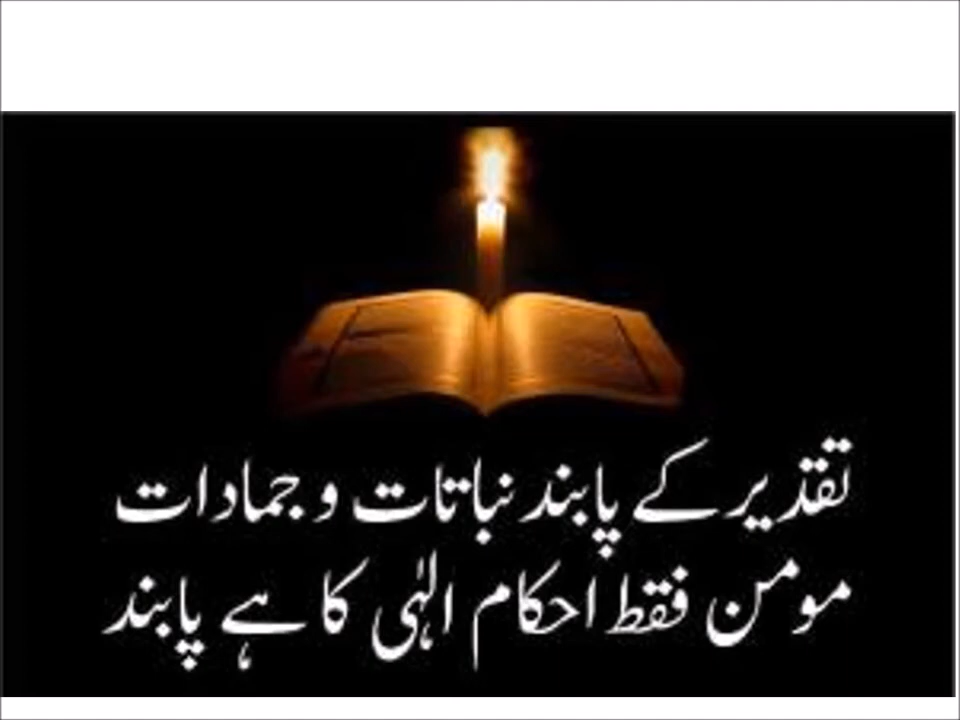 تقدیر کے پابند نباتات و جمادات
مومن فقط احکام الٰہی کا ہے پابند